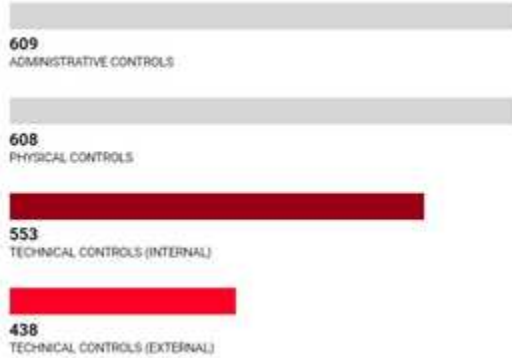 609
ADMINISTRATIVE CONTROLS
608
PHYSICAL CONTROLS
553
TECHNICAL CONTROLS (INTERNAL)
438
TECHNICAL CONTROLS (EXTERNAL)